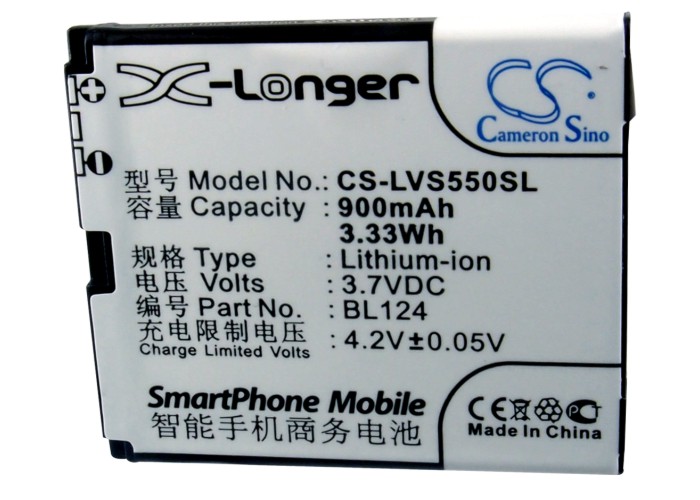 X-Longer
CS
Cameron Sino
型号 Model No.: CS-LVS550SL
容量 Capacity : 900mAh
3.33Wh
规格 Type : Lithium-ion
电压 Volts : 3.7VDC
编号 Part No. : BL124
充电限制电压 : 4.2V±0.05V
Charge Limited Volts
SmartPhone Mobile
智能手机商务电池
CE
Made In China